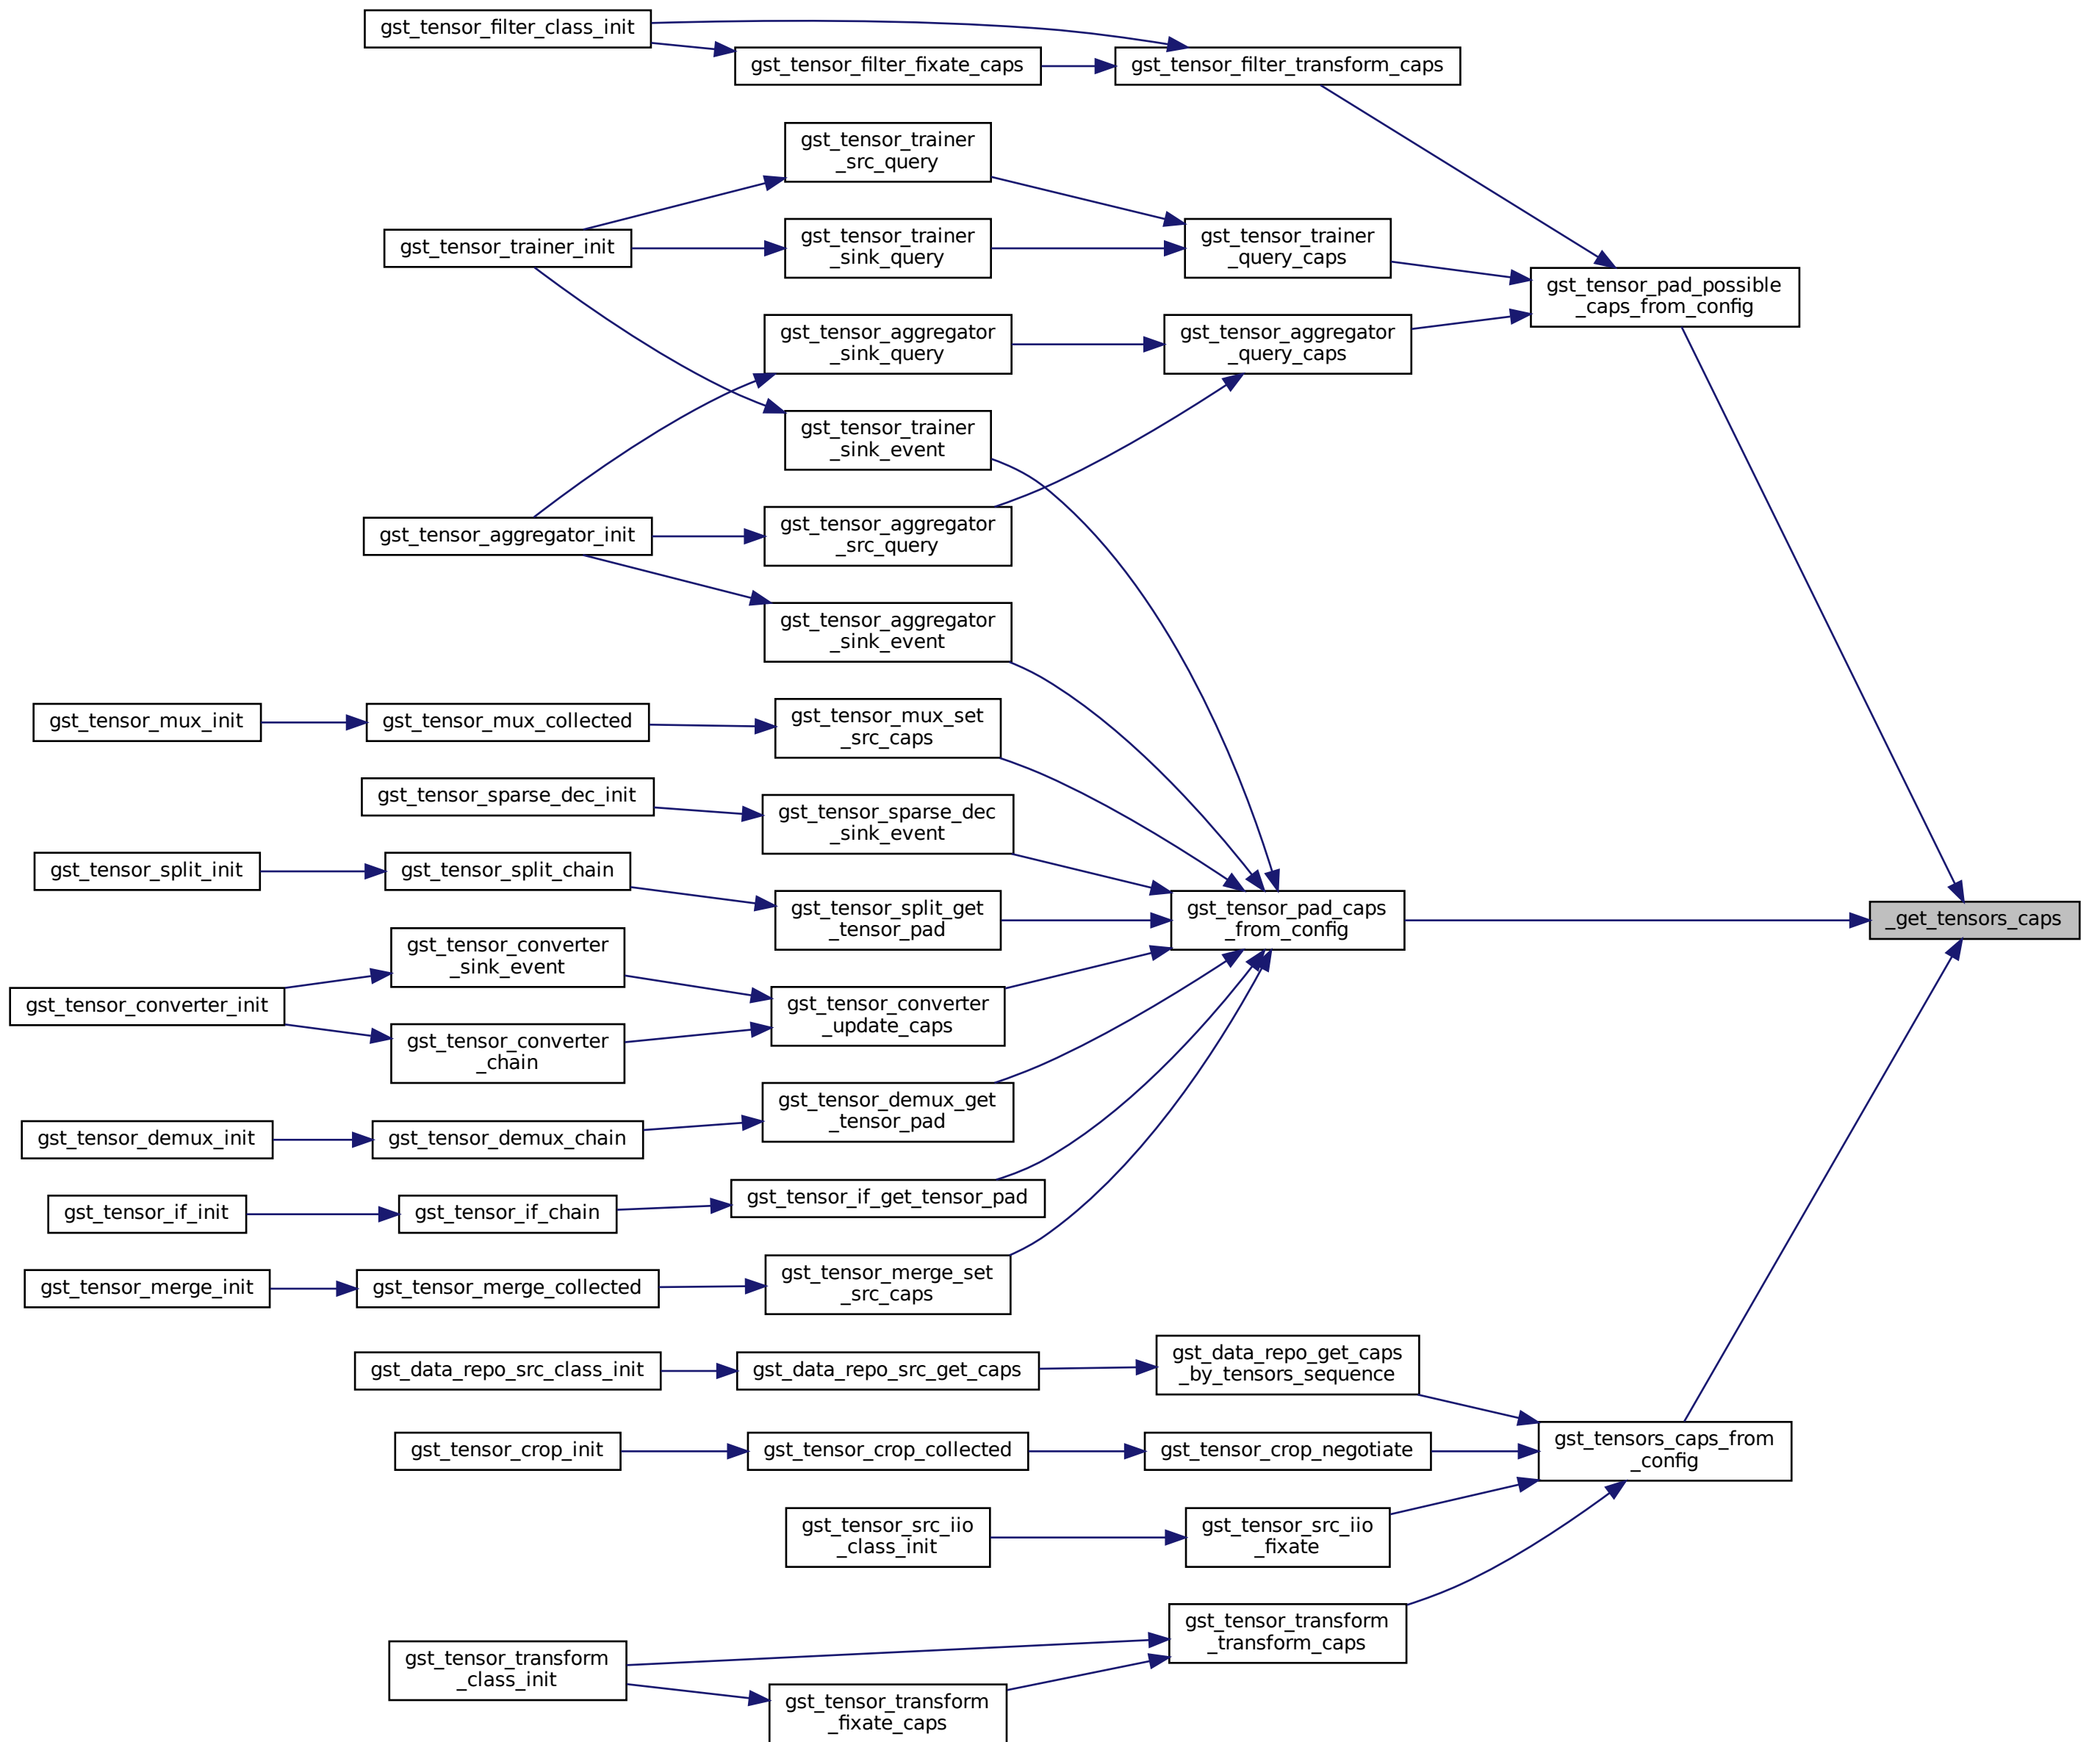 gst_tensor_filter_class_init
gst_tensor_filter_fixate_caps
gst_tensor_filter_transform_caps
gst_tensor_trainer
_src_query
gst_tensor_trainer_init
gst_tensor_trainer
_sink_query
gst_tensor_trainer
_query_caps
gst_tensor_pad_possible
_caps_from_config
gst_tensor_aggregator
_sink_query
gst_tensor_aggregator
_query_caps
gst_tensor_trainer
_sink_event
gst_tensor_aggregator_init
gst_tensor_aggregator
_src_query
gst_tensor_aggregator
_sink_event
gst_tensor_mux_init
gst_tensor_mux_collected
gst_tensor_mux_set
_src_caps
gst_tensor_sparse_dec_init
gst_tensor_sparse_dec
_sink_event
gst_tensor_split_init
gst_tensor_split_chain
gst_tensor_split_get
_tensor_pad
gst_tensor_pad_caps
_from_config
_get_tensors_caps
gst_tensor_converter
_sink_event
gst_tensor_converter_init
gst_tensor_converter
_chain
gst_tensor_converter
_update_caps
gst_tensor_demux_init
gst_tensor_demux_chain
gst_tensor_demux_get
_tensor_pad
gst_tensor_if_init
gst_tensor_if_chain
gst_tensor_if_get_tensor_pad
gst_tensor_merge_init
gst_tensor_merge_collected
gst_tensor_merge_set
_src_caps
gst_data_repo_src_class_init
gst_data_repo_src_get_caps
gst_data_repo_get_caps
_by_tensors_sequence
gst_tensor_crop_init
gst_tensor_crop_collected
gst_tensor_crop_negotiate
gst_tensors_caps_from
_config
gst_tensor_src_iio
_class_init
gst_tensor_src_iio
_fixate
gst_tensor_transform
_transform_caps
gst_tensor_transform
_class_init
gst_tensor_transform
_fixate_caps